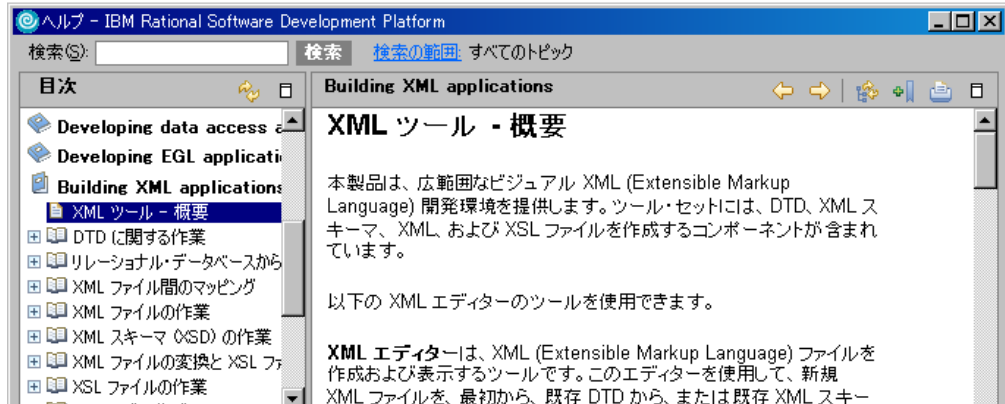 ヘルプ - IBM Rational Software Development Platform
検索(S):
検索
検索の範囲: すべてのトピック
目次
Developing data access a
Developing EGL applicati
Building XML applications
XML ツール - 概要
DTD に関する作業
リレーショナル・データベースから
XML ファイル間のマッピング
XML ファイルの作業
XML スキーマ (XSD) の作業
XML ファイルの変換と XSL ファ
XSL ファイルの作業
Building XML applications
XML ツール - 概要
本製品は、広範囲なビジュアル XML (Extensible Markup
Language) 開発環境を提供します。ツール・セットには、DTD、XML ス
キーマ、XML、および XSL ファイルを作成するコンポーネントが含まれ
ています。
以下の XML エディターのツールを使用できます。
XML エディターは、XML (Extensible Markup Language) ファイルを
作成および表示するツールです。このエディターを使用して、新規
XML ファイルを、最初から、既存 DTD から、または既存 XML スキー